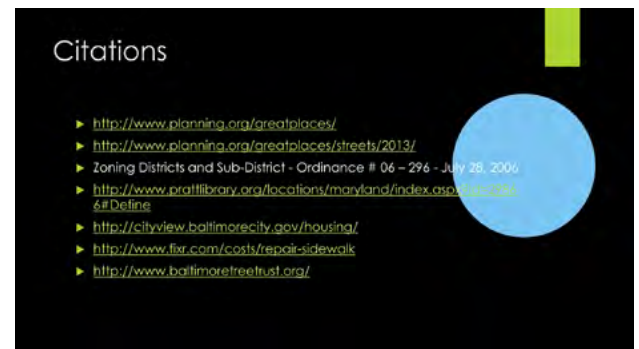 Citations
http://www.planning.org/greatplaces/
http://www.planning.org/greatplaces/streets/2013/
Zoning Districts and Sub-District - Ordinance # 06 – 296 - July 28, 2006
http://www.prattlibrary.org/locations/maryland/index.aspx
6#Define
http://cityview.baltimorecity.gov/housing/
http://www.fixr.com/costs/repair-sidewalk
http://www.baltimoretreetrust.org/